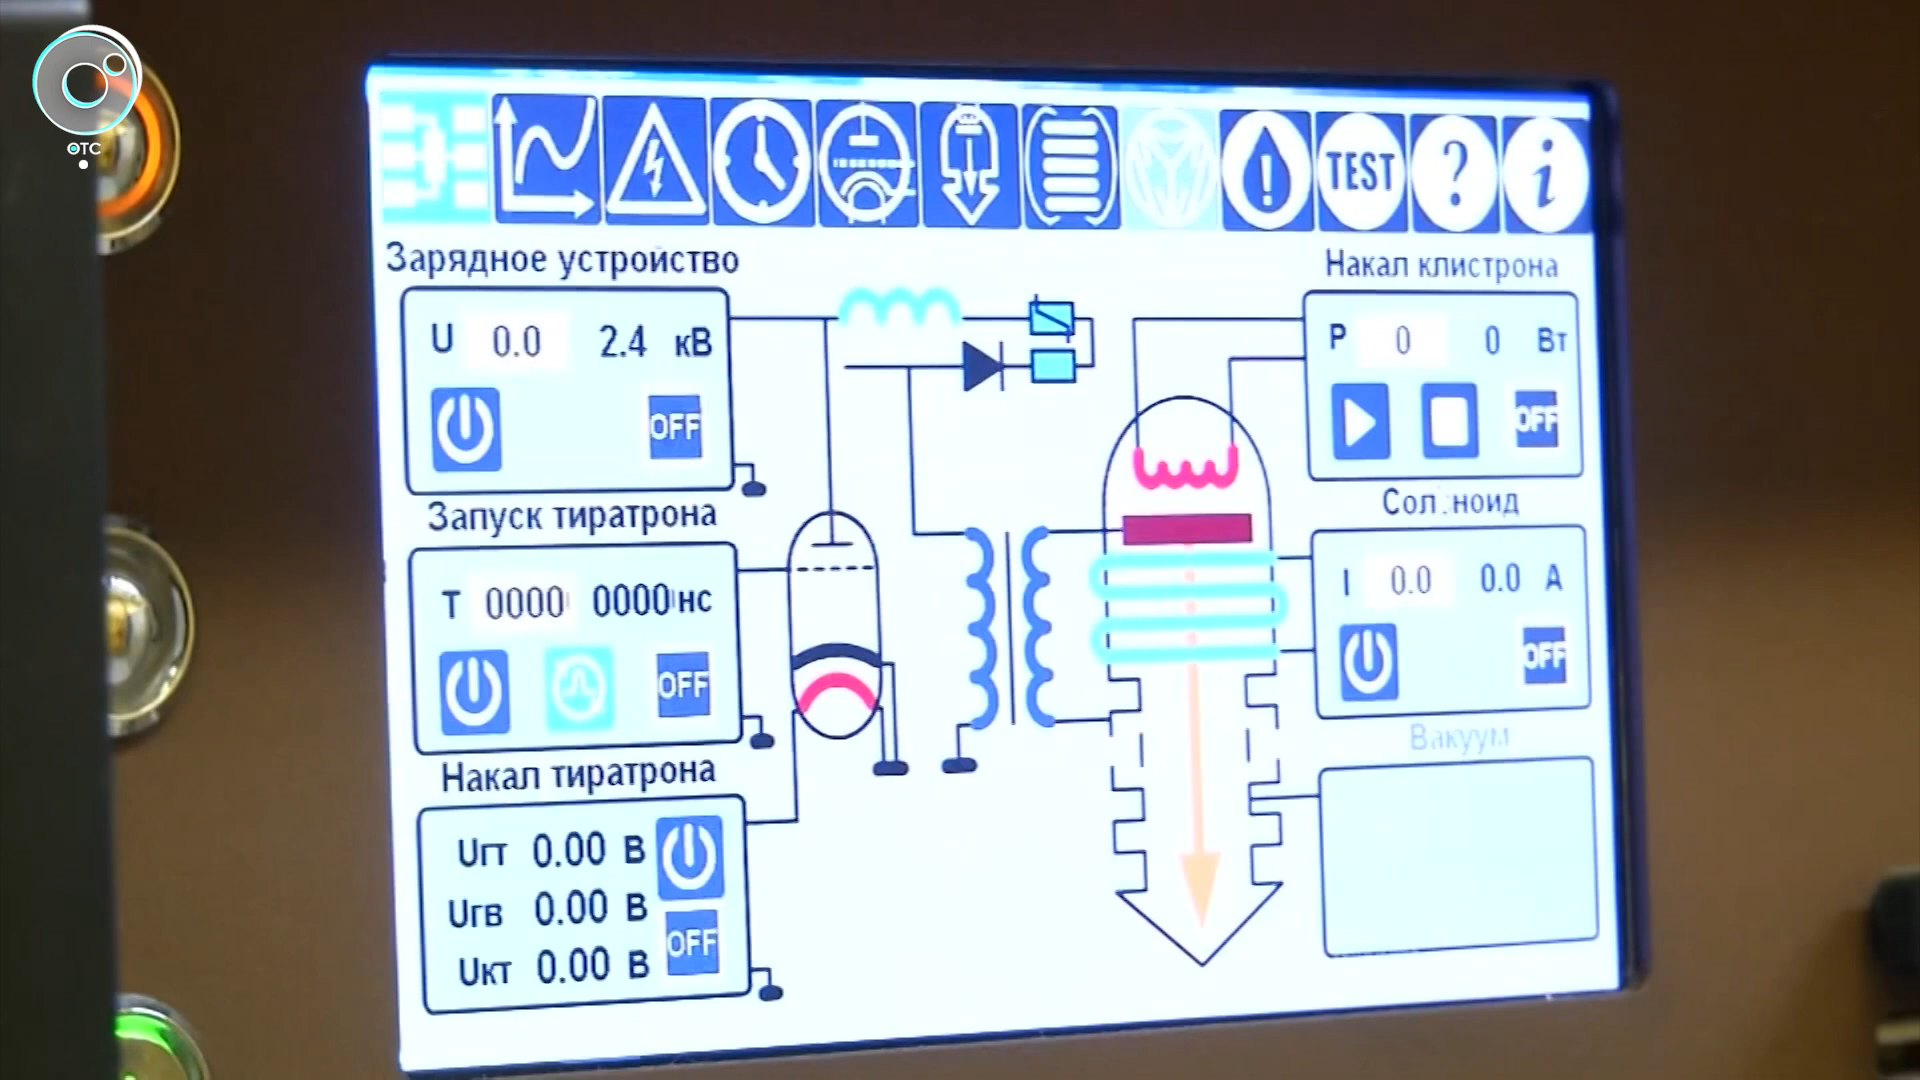 ОТС
TEST ? i
Зарядное устройство
U 0.0 2.4 кВ
OFF
Накал клистрона
P 0 0 Вт
OFF
Запуск тиратрона
T 0000 0000 нс
OFF
I 0.0 0.0 A
OFF
Накал тиратрона
Uгт 0.00 В
Uгв 0.00 В
OFF
Uкт 0.00 В
Вакуум